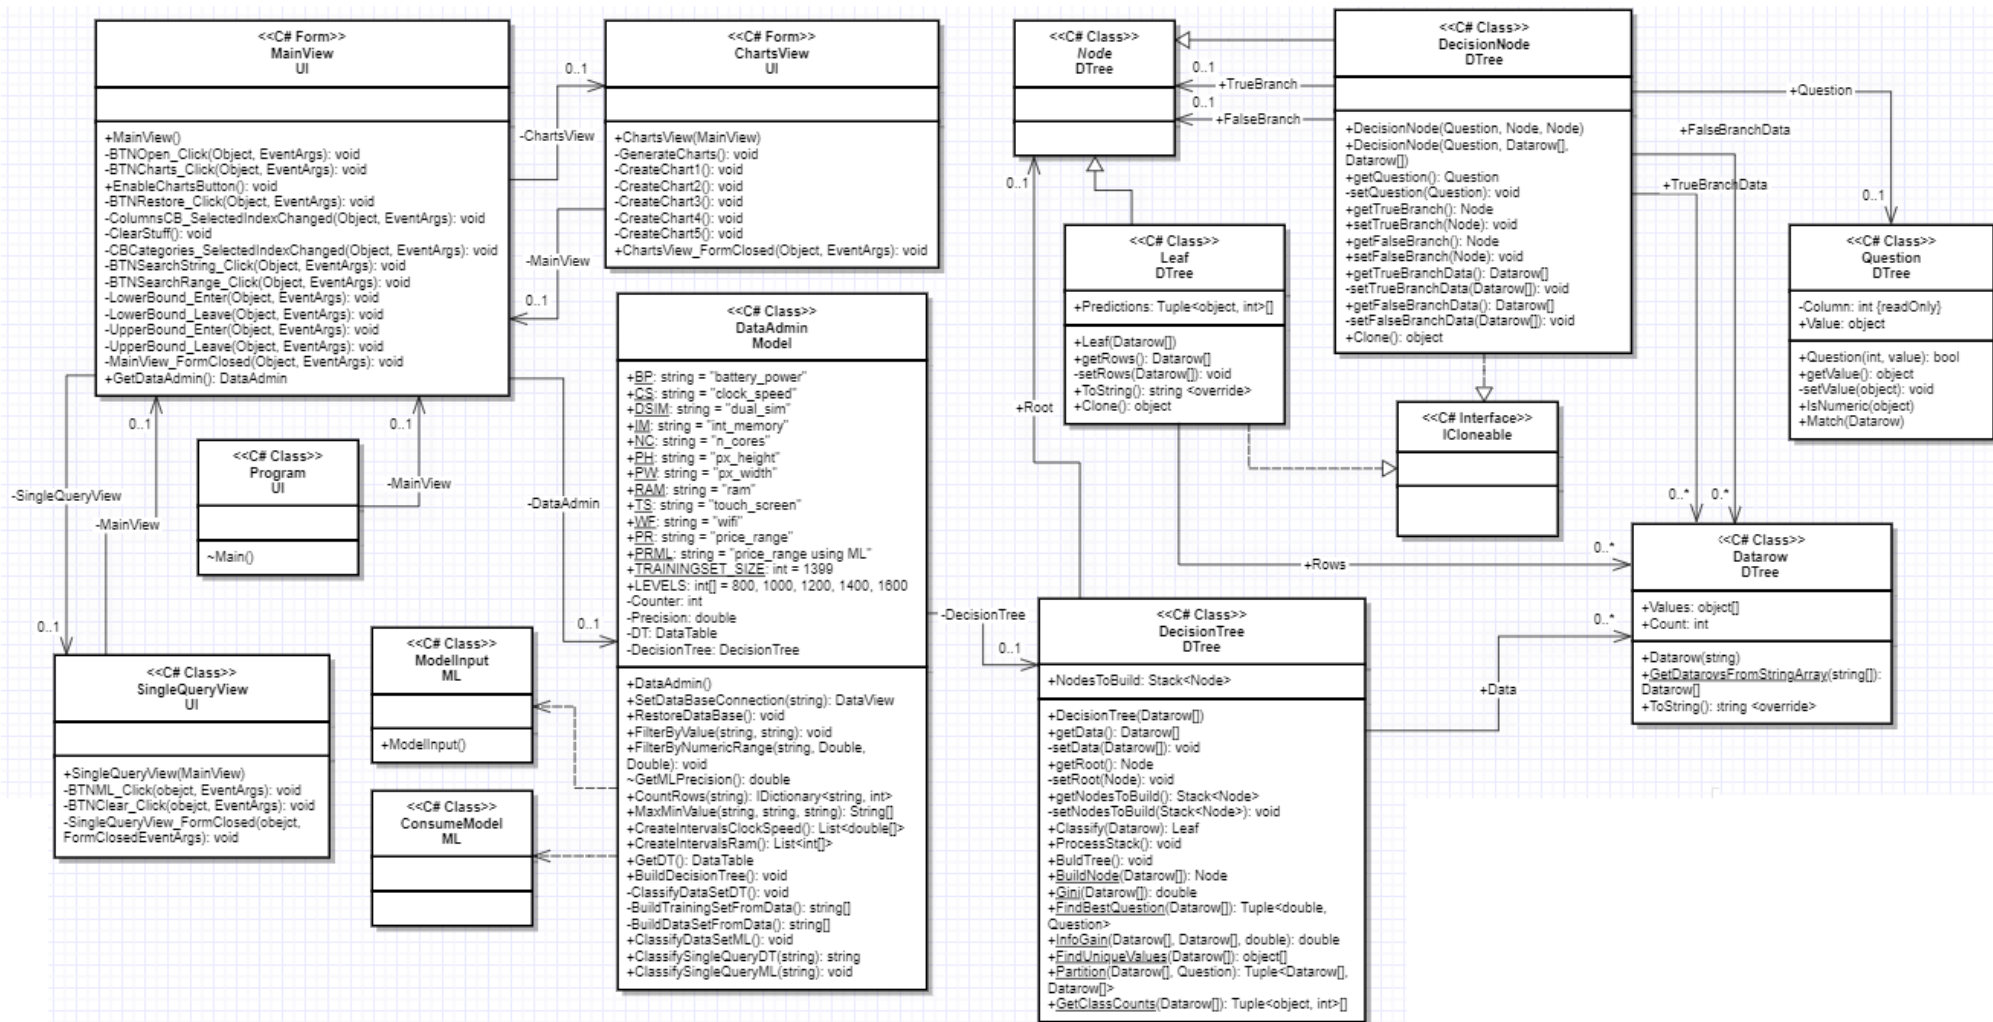 <<C# Form>>
MainView
UI
+MainView()
-BTNOpen_Click(Object, EventArgs): void
-BTNCharts_Click(Object, EventArgs): void
+EnableChartsButton(): void
-BTNRestore_Click(Object, EventArgs): void
-ColumnsCB_SelectedIndexChanged(Object, EventArgs): void
-ClearStuff(): void
-CBCategories_SelectedIndexChanged(Object, EventArgs): void
-BTNSearchString_Click(Object, EventArgs): void
-BTNSearchRange_Click(Object, EventArgs): void
-LowerBound_Enter(Object, EventArgs): void
-LowerBound_Leave(Object, EventArgs): void
-UpperBound_Enter(Object, EventArgs): void
-UpperBound_Leave(Object, EventArgs): void
-MainView_FormClosed(Object, EventArgs): void
+GetDataAdmin(): DataAdmin
0..1
-ChartsView
-MainView
0..1
<<C# Form>>
ChartsView
UI
+ChartsView(MainView)
-GenerateCharts(): void
-CreateChart1(): void
-CreateChart2(): void
-CreateChart3(): void
-CreateChart4(): void
-CreateChart5(): void
+ChartsView_FormClosed(Object, EventArgs): void
0..1
0..1
-SingleQueryView
-MainView
-MainView
0..1
<<C# Class>>
Program
UI
~Main()
<<C# Class>>
SingleQueryView
UI
+SingleQueryView(MainView)
-BTNML_Click(obejct, EventArgs): void
-BTNClear_Click(obejct, EventArgs): void
-SingleQueryView_FormClosed(obejct,
FormClosedEventArgs): void
-DataAdmin
0..1
<<C# Class>>
ModelInput
ML
+ModelInput()
<<C# Class>>
ConsumeModel
ML
<<C# Class>>
DataAdmin
Model
+BP: string = "battery_power"
+CS: string = "clock_speed"
+DSIM: string = "dual_sim"
+IM: string = "int_memory"
+NC: string = "n_cores"
+PH: string = "px_height"
+PW: string = "px_width"
+RAM: string = "ram"
+TS: string = "touch_screen"
+WF: string = "wifi"
+PR: string = "price_range"
+PRML: string = "price_range using ML"
+TRAININGSET_SIZE: int = 1399
+LEVELS: int[] = 800, 1000, 1200, 1400, 1600
-Counter: int
-Precision: double
-DT: DataTable
-DecisionTree: DecisionTree
+DataAdmin()
+SetDataBaseConnection(string): DataView
+RestoreDataBase(): void
+FilterByValue(string, string): void
+FilterByNumericRange(string, Double,
Double): void
~GetMLPrecision(): double
+CountRows(string): IDictionary<string, int>
+MaxMinValue(string, string, string): String[]
+CreateIntervalsClockSpeed(): List<double[]>
+CreateIntervalsRam(): List<int[]>
+GetDT(): DataTable
+BuildDecisionTree(): void
-ClassifyDataSetDT(): void
-BuildTrainingSetFromData(): string[]
-BuildDataSetFromData(): string[]
+ClassifyDataSetML(): void
+ClassifySingleQueryDT(string): string
+ClassifySingleQueryML(string): void
-DecisionTree
0..1
<<C# Class>>
Node
DTree
0..1
+TrueBranch
0..1
+FalseBranch
0..1
+Root
<<C# Class>>
Leaf
DTree
+Predictions: Tuple<object, int>[]
+Leaf(Datarow[])
+getRows(): Datarow[]
-setRows(Datarow[]): void
+ToString(): string <override>
+Clone(): object
<<C# Class>>
DecisionNode
DTree
+DecisionNode(Question, Node, Node)
+DecisionNode(Question, Datarow[],
Datarow[])
+getQuestion(): Question
-setQuestion(Question): void
+getTrueBranch(): Node
+setTrueBranch(Node): void
+getFalseBranch(): Node
+setFalseBranch(Node): void
+getTrueBranchData(): Datarow[]
-setTrueBranchData(Datarow[]): void
+getFalseBranchData(): Datarow[]
-setFalseBranchData(Datarow[]): void
+Clone(): object
+Question
+FalseBranchData
+TrueBranchData
0..1
<<C# Class>>
Question
DTree
-Column: int {readOnly}
+Value: object
+Question(int, value): bool
+getValue(): object
-setValue(object): void
+IsNumeric(object)
+Match(Datarow)
<<C# Interface>>
ICloneable
0..*
0..*
+Rows
0..*
<<C# Class>>
Datarow
DTree
+Values: object[]
+Count: int
+Datarow(string)
+GetDatarowsFromStringArray(string[]):
Datarow[]
+ToString(): string <override>
0..*
+Data
<<C# Class>>
DecisionTree
DTree
+NodesToBuild: Stack<Node>
+DecisionTree(Datarow[])
+getData(): Datarow[]
-setData(Datarow[]): void
+getRoot(): Node
-setRoot(Node): void
+getNodesToBuild(): Stack<Node>
-setNodesToBuild(Stack<Node>): void
+Classify(Datarow): Leaf
+ProcessStack(): void
+BuldTree(): void
+BuildNode(Datarow[]): Node
+Gini(Datarow[]): double
+FindBestQuestion(Datarow[]): Tuple<double,
Question>
+InfoGain(Datarow[], Datarow[], double): double
+FindUniqueValues(Datarow[]): object[]
+Partition(Datarow[], Question): Tuple<Datarow[],
Datarow[]>
+GetClassCounts(Datarow[]): Tuple<object, int>[]